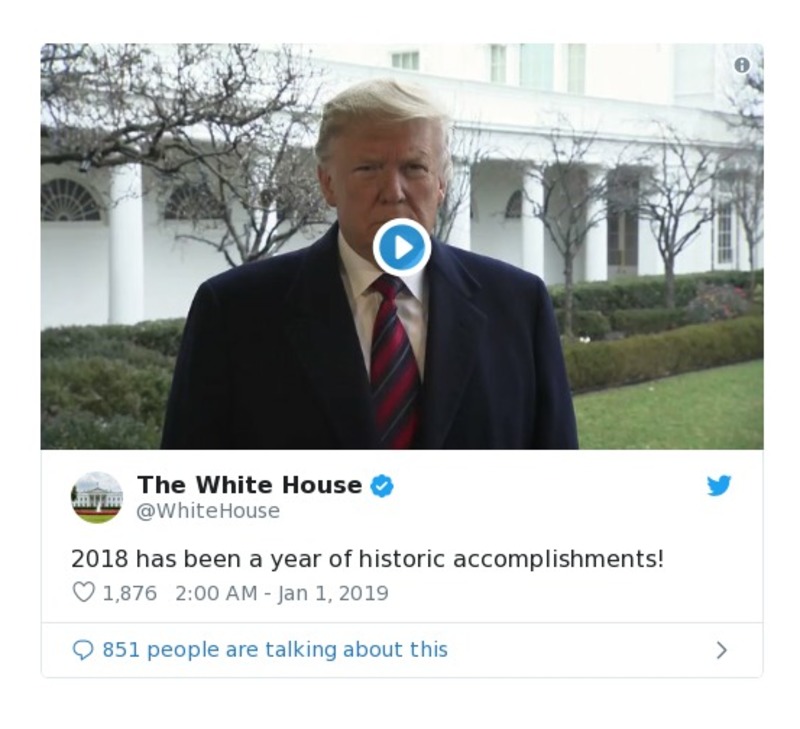 The White House
@WhiteHouse
2018 has been a year of historic accomplishments!
1,876 2:00 AM - Jan 1, 2019
851 people are talking about this